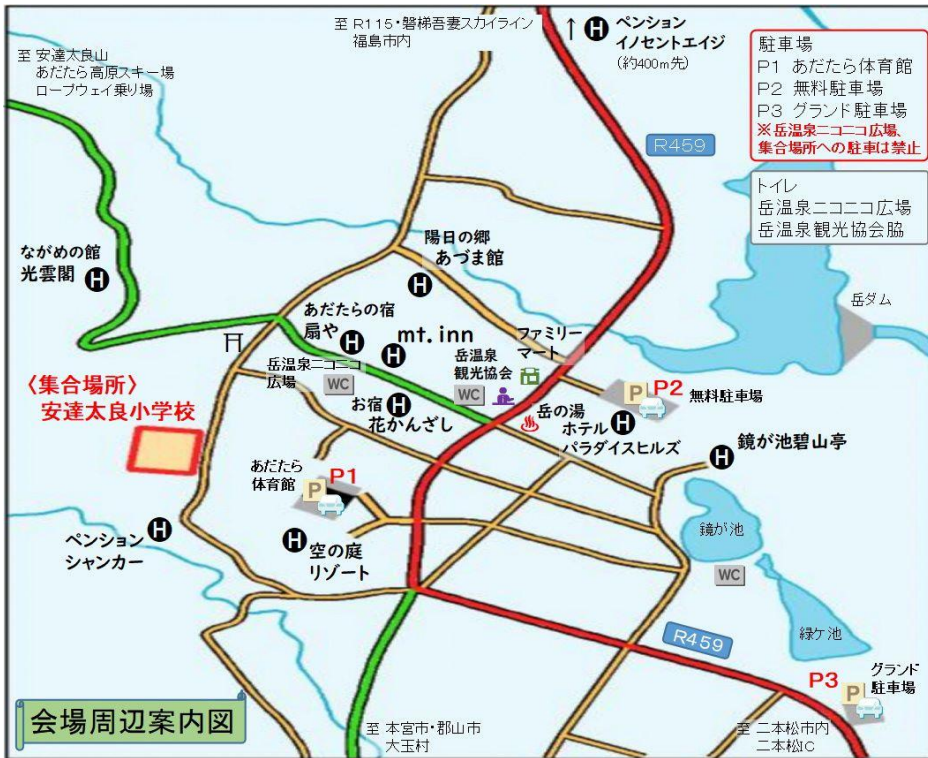 至 R115・磐梯吾妻スカイライン
福島市内
↑ H ペンション
イノセントエイジ
(約400m先)
至 安達太良山
あだたら高原スキー場
ロープウェイ乗り場
駐車場
P1 あだたら体育館
P2 無料駐車場
P3 グランド駐車場
※岳温泉ニコニコ広場、
集合場所への駐車は禁止
R459
トイレ
岳温泉ニコニコ広場
岳温泉観光協会脇
ながめの館
光雲閣 H
陽日の郷
あづま館
H
岳ダム
あだたらの宿
扇や H
mt.inn
H
ファミリー
マート
岳温泉ニコニコ
広場
WC
岳温泉
観光協会
WC
P2
P
無料駐車場
〈集合場所〉
安達太良小学校
お宿 H
花かんざし
岳の湯
ホテル H
パラダイスヒルズ
H 鏡が池碧山亭
あだたら
体育館
P1
P
鏡が池
WC
ペンション H
シャンカー
H 空の庭
リゾート
緑ケ池
R459
P3
P
グランド
駐車場
会場周辺案内図
至 本宮市・郡山市
大玉村
至 二本松市内
二本松IC